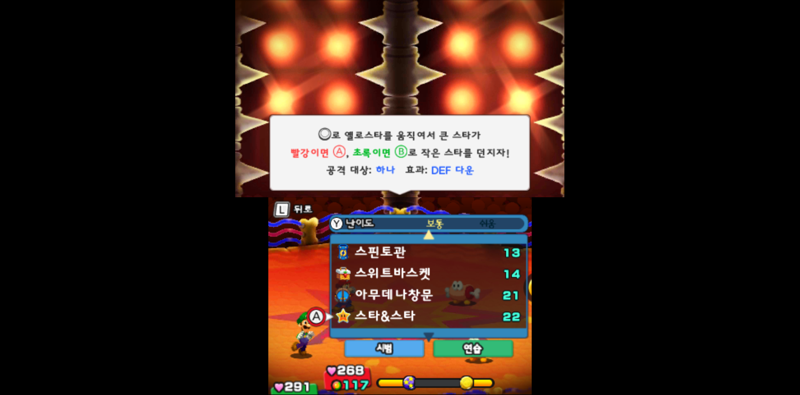 로 옐로스타를 움직여서 큰 스타가
빨강이면 Ⓐ, 초록이면 Ⓑ로 작은 스타를 던지자!
공격 대상: 하나 효과: DEF 다운
L 뒤로
Y 난이도 보통 쉬움
스핀토관 13
스위트바스켓 14
아무데나창문 21
A 스타&스타 22
시범 연습
268
291 117